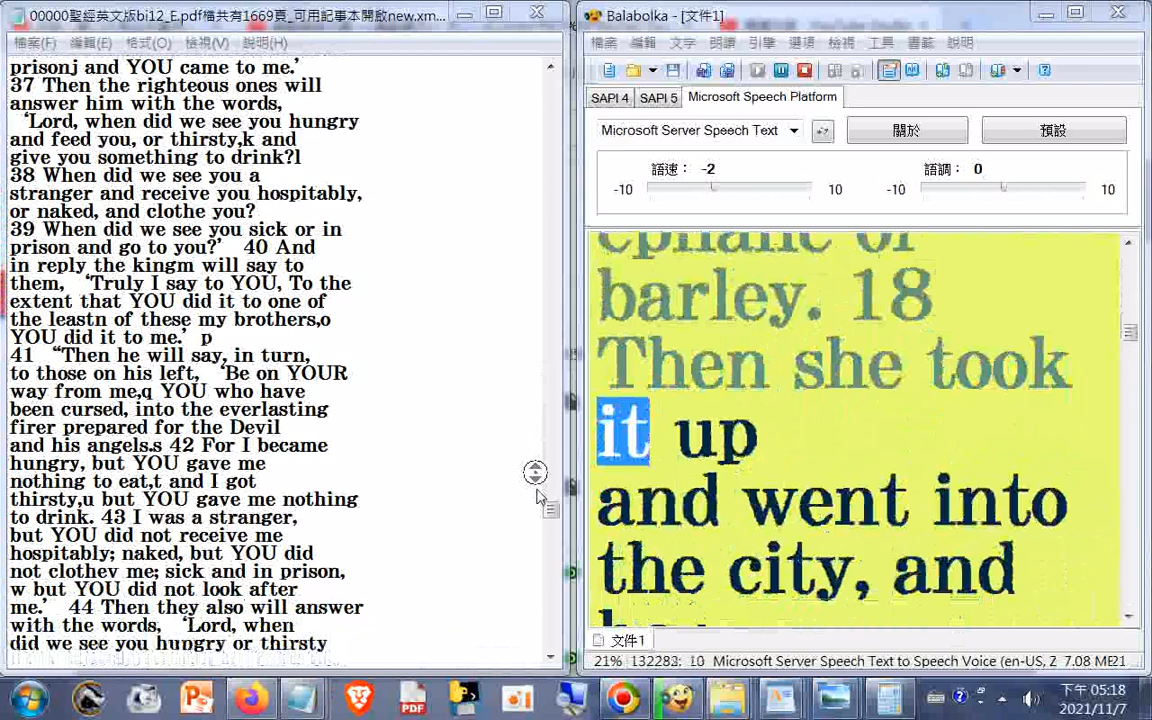 00000聖經英文版bi12_E.pdf檔共有1669頁_可用記事本開啟new.xm...
檔案(F) 編輯(E) 格式(O) 檢視(V) 說明(H)
prisonj and YOU came to me.’
37 Then the righteous ones will
answer him with the words,
‘Lord, when did we see you hungry
and feed you, or thirsty,k and
give you something to drink?l
38 When did we see you a
stranger and receive you hospitably,
or naked, and clothe you?
39 When did we see you sick or in
prison and go to you?’ 40 And
in reply the kingm will say to
them, ‘Truly I say to YOU, To the
extent that YOU did it to one of
the leastn of these my brothers,o
YOU did it to me.’ p
41 “Then he will say, in turn,
to those on his left, ‘Be on YOUR
way from me,q YOU who have
been cursed, into the everlasting
firer prepared for the Devil
and his angels.s 42 For I became
hungry, but YOU gave me
nothing to eat,t and I got
thirsty,u but YOU gave me nothing
to drink. 43 I was a stranger,
but YOU did not receive me
hospitably; naked, but YOU did
not clothev me; sick and in prison,
w but YOU did not look after
me.’ 44 Then they also will answer
with the words, ‘Lord, when
did we see you hungry or thirsty
Balabolka - [文件1]
檔案 編輯 文字 朗讀 引擎 選項 檢視 工具 書籤 說明
SAPI 4 SAPI 5 Microsoft Speech Platform
Microsoft Server Speech Text 關於 預設
語速： -2 語調： 0
-10 10 -10 10
ephahs of
barley. 18
Then she took
it up
and went into
the city, and
文件1
21% 132283: 10 Microsoft Server Speech Text to Speech Voice (en-US, Z 7.08 ME21
PDF
下午 05:18
2021/11/7